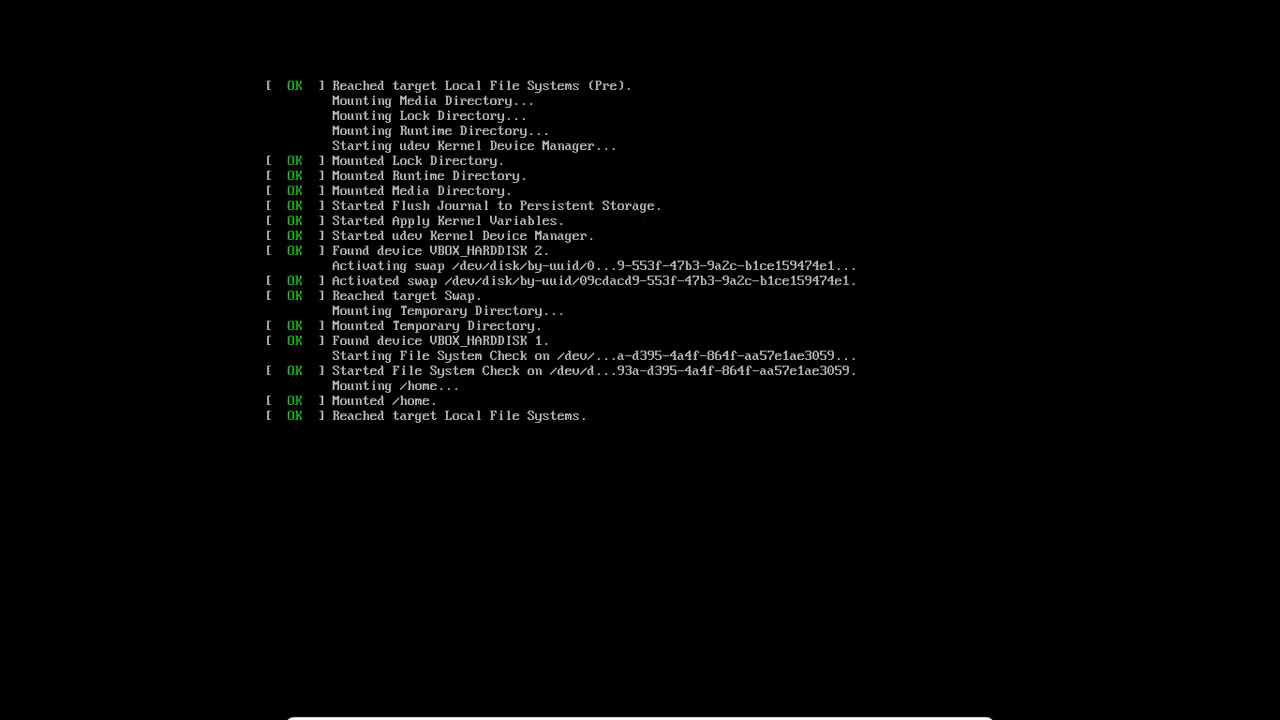 [  OK  ] Reached target Local File Systems (Pre).
Mounting Media Directory...
Mounting Lock Directory...
Mounting Runtime Directory...
Starting udev Kernel Device Manager...
[  OK  ] Mounted Lock Directory.
[  OK  ] Mounted Runtime Directory.
[  OK  ] Mounted Media Directory.
[  OK  ] Started Flush Journal to Persistent Storage.
[  OK  ] Started Apply Kernel Variables.
[  OK  ] Started udev Kernel Device Manager.
[  OK  ] Found device VBOX_HARDDISK 2.
Activating swap /dev/disk/by-uuid/0...9-553f-47b3-9a2c-b1ce159474e1...
[  OK  ] Activated swap /dev/disk/by-uuid/09cdacd9-553f-47b3-9a2c-b1ce159474e1.
[  OK  ] Reached target Swap.
Mounting Temporary Directory...
[  OK  ] Mounted Temporary Directory.
[  OK  ] Found device VBOX_HARDDISK 1.
Starting File System Check on /dev/...a-d395-4a4f-864f-aa57e1ae3059...
[  OK  ] Started File System Check on /dev/d...93a-d395-4a4f-864f-aa57e1ae3059.
Mounting /home...
[  OK  ] Mounted /home.
[  OK  ] Reached target Local File Systems.